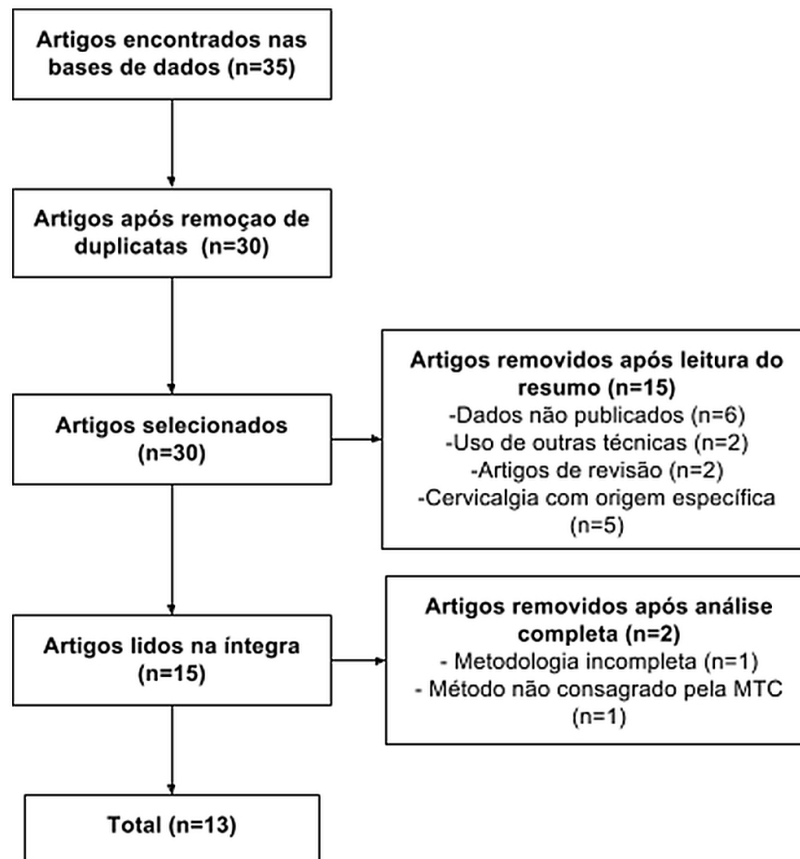 Artigos encontrados nas
bases de dados (n=35)
Artigos após remoçao de
duplicatas (n=30)
Artigos selecionados
(n=30)
Artigos removidos após leitura do
resumo (n=15)
-Dados não publicados (n=6)
-Uso de outras técnicas (n=2)
-Artigos de revisão (n=2)
-Cervicalgia com origem específica
(n=5)
Artigos lidos na íntegra
(n=15)
Artigos removidos após análise
completa (n=2)
- Metodologia incompleta (n=1)
- Método não consagrado pela MTC
(n=1)
Total (n=13)